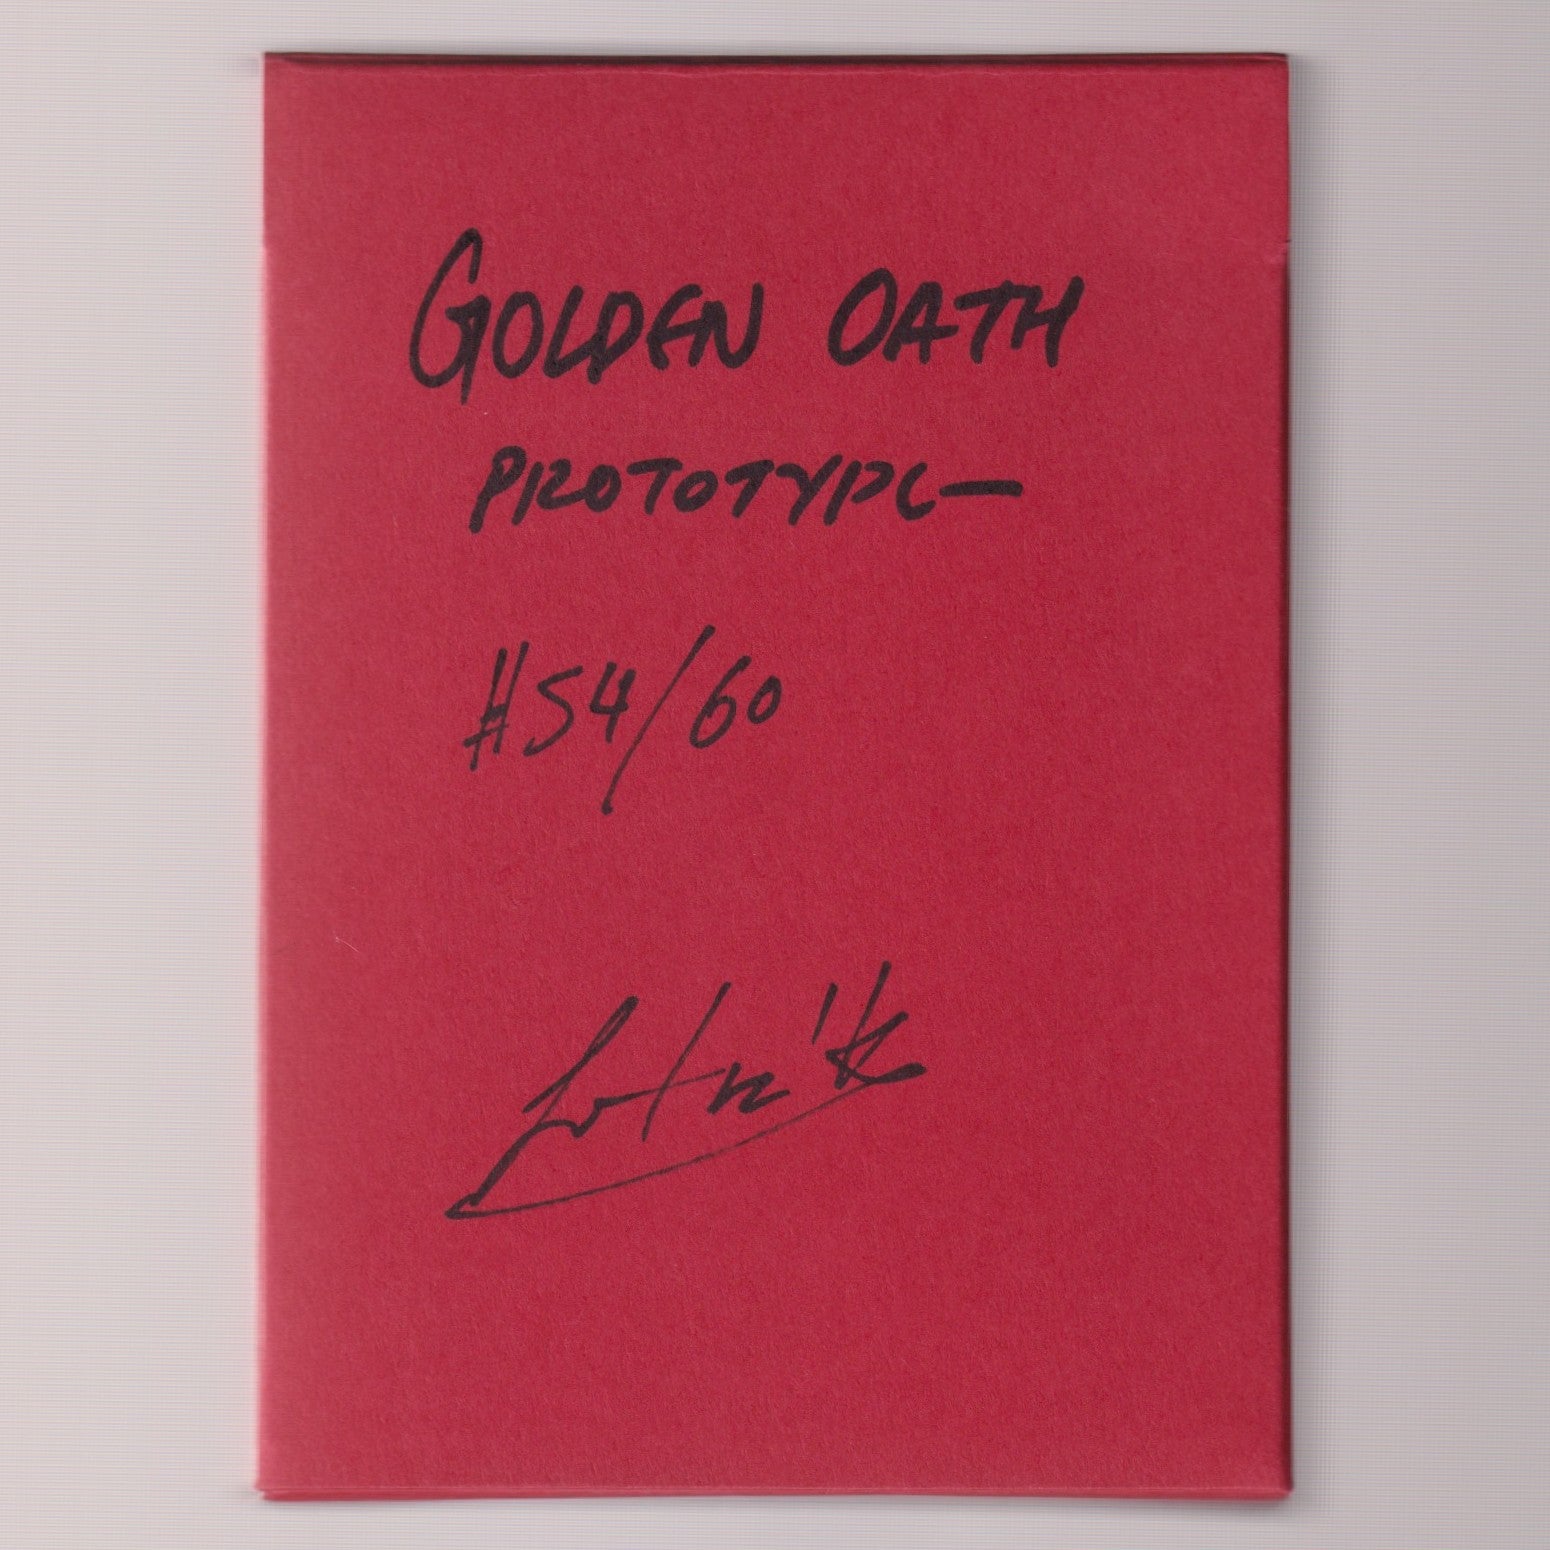 GOLDEN OATH
PROTOTYPE
#54/60